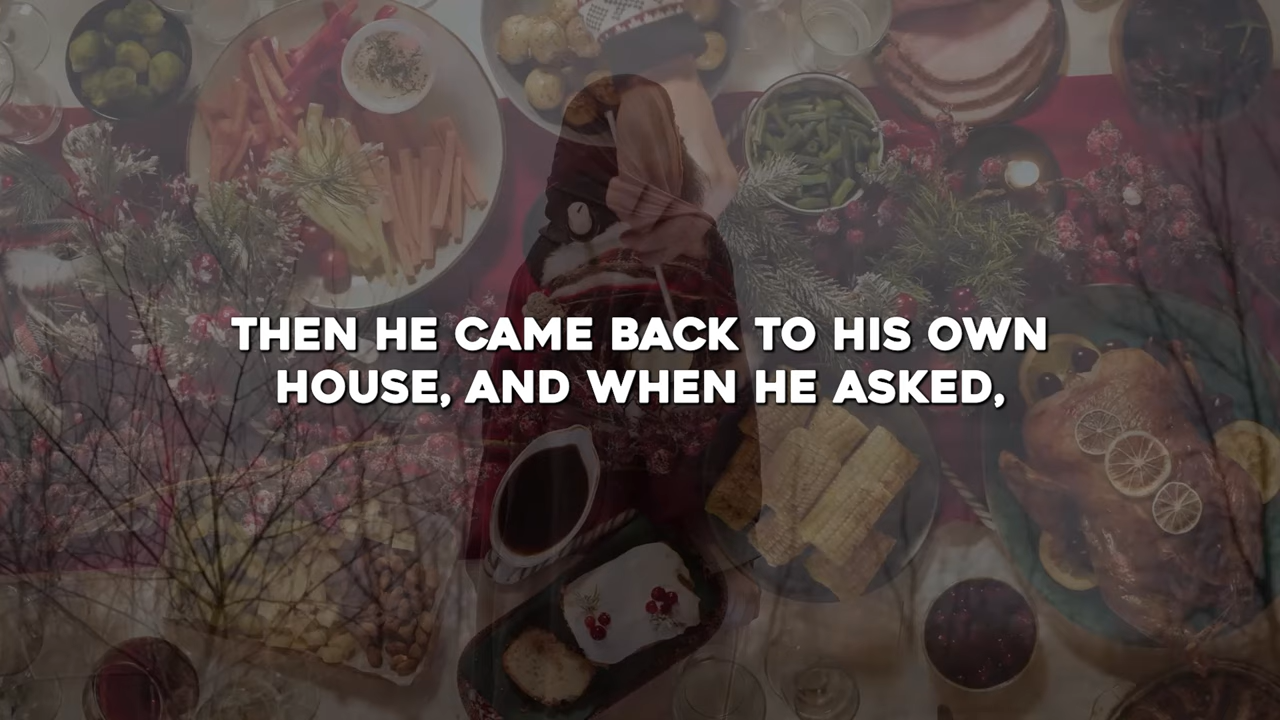 THEN HE CAME BACK TO HIS OWN
HOUSE, AND WHEN HE ASKED,